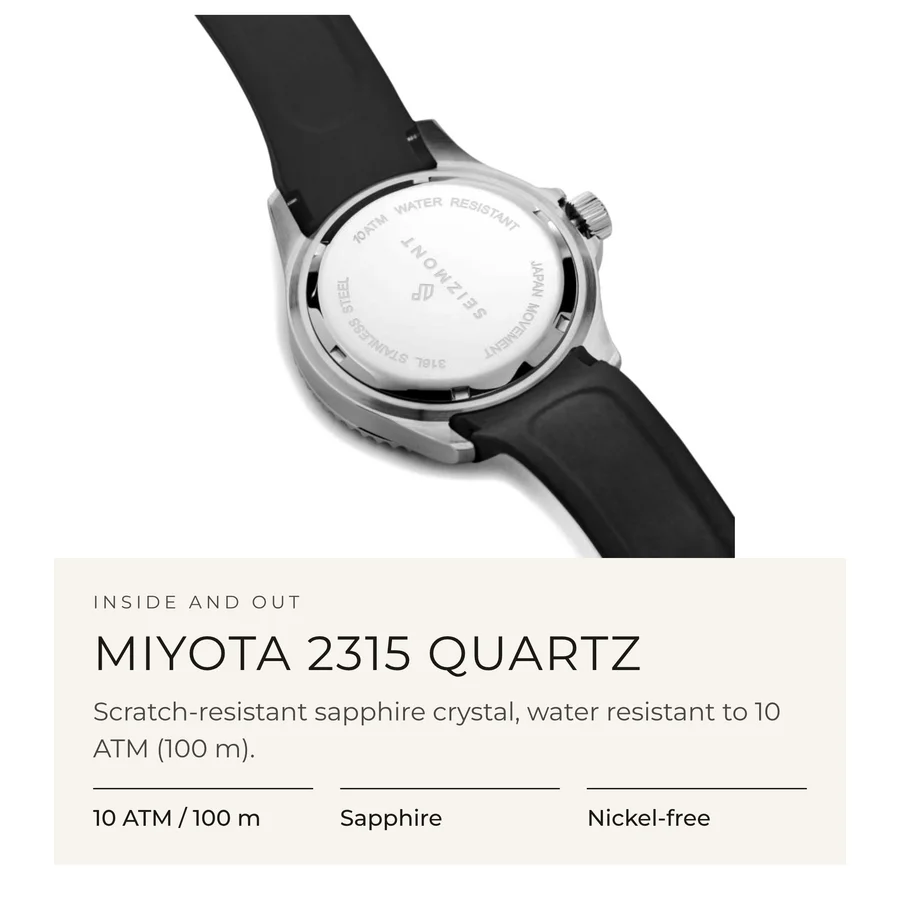 10ATM WATER RESISTANT
JAPAN MOVEMENT
316L STAINLESS STEEL
SEIZMONT
INSIDE AND OUT
MIYOTA 2315 QUARTZ
Scratch-resistant sapphire crystal, water resistant to 10
ATM (100 m).
10 ATM / 100 m
Sapphire
Nickel-free